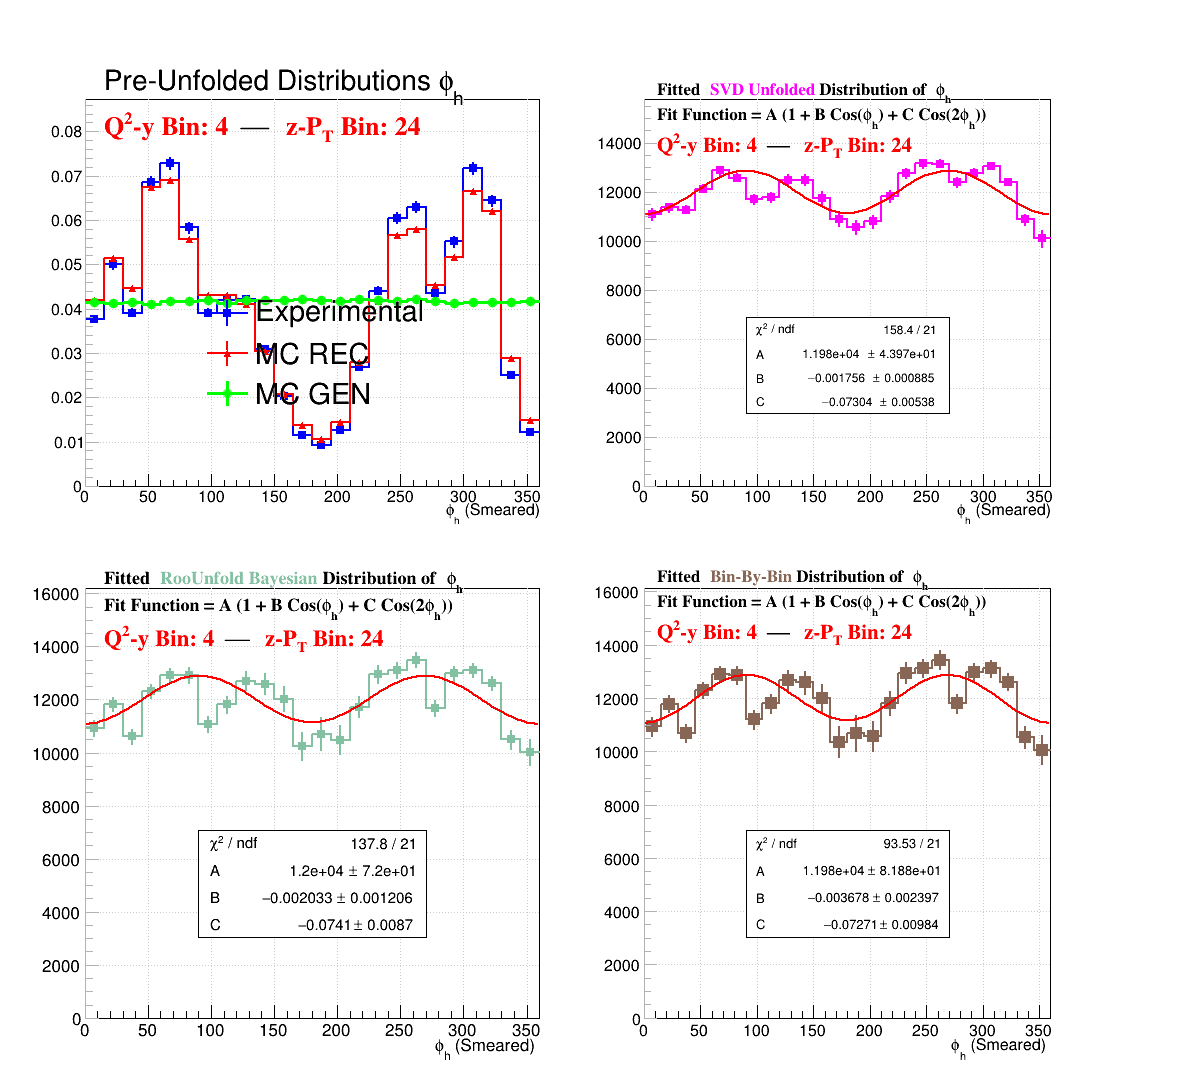 Pre-Unfolded Distributions ϕh
Q²-y Bin: 4 — z-PT Bin: 24
0.08
0.07
0.06
0.05
0.04
0.03
0.02
0.01
0
Experimental
MC REC
MC GEN
0 50 100 150 200 250 300 350
ϕh (Smeared)
Fitted SVD Unfolded Distribution of ϕh
Fit Function = A (1 + B Cos(ϕh) + C Cos(2ϕh))
Q²-y Bin: 4 — z-PT Bin: 24
14000
12000
10000
8000
6000
4000
2000
0
χ² / ndf 158.4 / 21
A 1.198e+04 ± 4.397e+01
B −0.001756 ± 0.000885
C −0.07304 ± 0.00538
0 50 100 150 200 250 300 350
ϕh (Smeared)
Fitted RooUnfold Bayesian Distribution of ϕh
Fit Function = A (1 + B Cos(ϕh) + C Cos(2ϕh))
Q²-y Bin: 4 — z-PT Bin: 24
16000
14000
12000
10000
8000
6000
4000
2000
0
χ² / ndf 137.8 / 21
A 1.2e+04 ± 7.2e+01
B −0.002033 ± 0.001206
C −0.0741 ± 0.0087
0 50 100 150 200 250 300 350
ϕh (Smeared)
Fitted Bin-By-Bin Distribution of ϕh
Fit Function = A (1 + B Cos(ϕh) + C Cos(2ϕh))
Q²-y Bin: 4 — z-PT Bin: 24
16000
14000
12000
10000
8000
6000
4000
2000
0
χ² / ndf 93.53 / 21
A 1.198e+04 ± 8.188e+01
B −0.003678 ± 0.002397
C −0.07271 ± 0.00984
0 50 100 150 200 250 300 350
ϕh (Smeared)